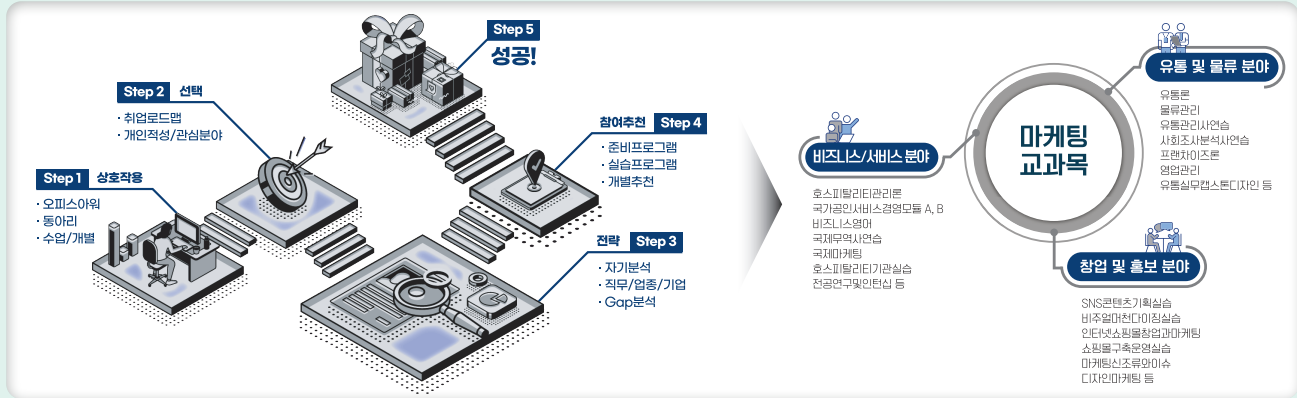 Step 1 상호작용
· 오피스아워
· 동아리
· 수업/개별
Step 2 선택
· 취업로드맵
· 개인적성/관심분야
전략 Step 3
· 자기분석
· 직무/업종/기업
· Gap분석
참여추천 Step 4
· 준비프로그램
· 실습프로그램
· 개별추천
Step 5
성공!
마케팅
교과목
비즈니스/서비스 분야
호스피탈리티관리론
국가공인서비스경영모듈 A, B
비즈니스영어
국제무역사연습
국제마케팅
호스피탈리티기관실습
전공연구및인턴십 등
유통 및 물류 분야
유통론
물류관리
유통관리사연습
사회조사분석사연습
프랜차이즈론
영업관리
유통실무캡스톤디자인 등
창업 및 홍보 분야
SNS콘텐츠기획실습
비주얼머천다이징실습
인터넷쇼핑몰창업과마케팅
쇼핑몰구축운영실습
마케팅신조류와이슈
디자인마케팅 등